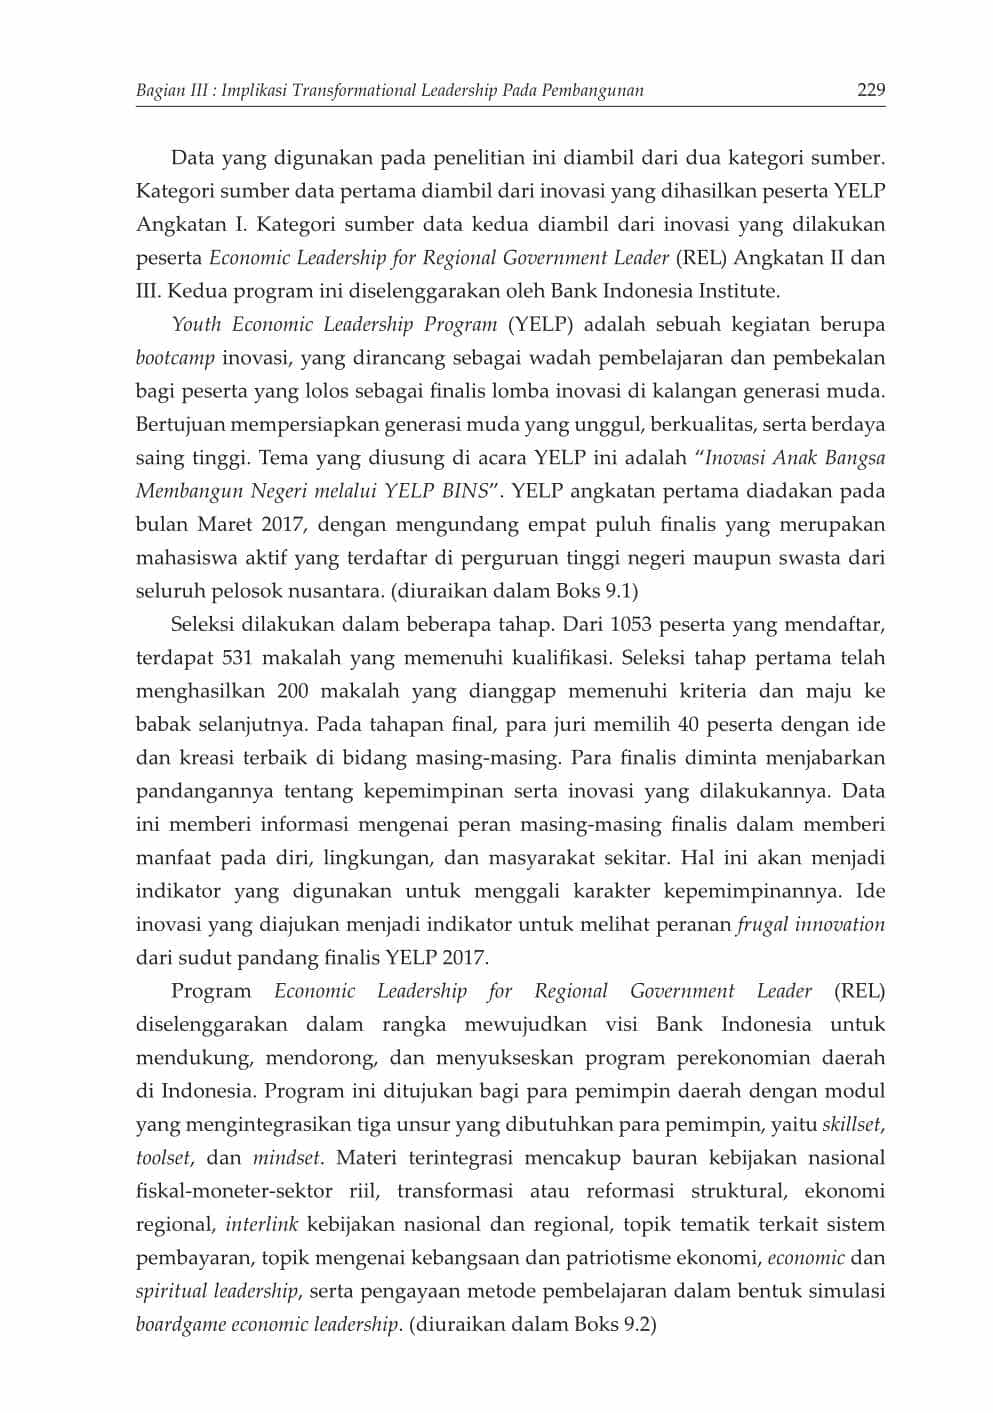 Bagian III : Implikasi Transformational Leadership Pada Pembangunan 229
Data yang digunakan pada penelitian ini diambil dari dua kategori sumber.
Kategori sumber data pertama diambil dari inovasi yang dihasilkan peserta YELP
Angkatan I. Kategori sumber data kedua diambil dari inovasi yang dilakukan
peserta Economic Leadership for Regional Government Leader (REL) Angkatan II dan
III. Kedua program ini diselenggarakan oleh Bank Indonesia Institute.
Youth Economic Leadership Program (YELP) adalah sebuah kegiatan berupa
bootcamp inovasi, yang dirancang sebagai wadah pembelajaran dan pembekalan
bagi peserta yang lolos sebagai finalis lomba inovasi di kalangan generasi muda.
Bertujuan mempersiapkan generasi muda yang unggul, berkualitas, serta berdaya
saing tinggi. Tema yang diusung di acara YELP ini adalah “Inovasi Anak Bangsa
Membangun Negeri melalui YELP BINS”. YELP angkatan pertama diadakan pada
bulan Maret 2017, dengan mengundang empat puluh finalis yang merupakan
mahasiswa aktif yang terdaftar di perguruan tinggi negeri maupun swasta dari
seluruh pelosok nusantara. (diuraikan dalam Boks 9.1)
Seleksi dilakukan dalam beberapa tahap. Dari 1053 peserta yang mendaftar,
terdapat 531 makalah yang memenuhi kualifikasi. Seleksi tahap pertama telah
menghasilkan 200 makalah yang dianggap memenuhi kriteria dan maju ke
babak selanjutnya. Pada tahapan final, para juri memilih 40 peserta dengan ide
dan kreasi terbaik di bidang masing-masing. Para finalis diminta menjabarkan
pandangannya tentang kepemimpinan serta inovasi yang dilakukannya. Data
ini memberi informasi mengenai peran masing-masing finalis dalam memberi
manfaat pada diri, lingkungan, dan masyarakat sekitar. Hal ini akan menjadi
indikator yang digunakan untuk menggali karakter kepemimpinannya. Ide
inovasi yang diajukan menjadi indikator untuk melihat peranan frugal innovation
dari sudut pandang finalis YELP 2017.
Program Economic Leadership for Regional Government Leader (REL)
diselenggarakan dalam rangka mewujudkan visi Bank Indonesia untuk
mendukung, mendorong, dan menyukseskan program perekonomian daerah
di Indonesia. Program ini ditujukan bagi para pemimpin daerah dengan modul
yang mengintegrasikan tiga unsur yang dibutuhkan para pemimpin, yaitu skillset,
toolset, dan mindset. Materi terintegrasi mencakup bauran kebijakan nasional
fiskal-moneter-sektor riil, transformasi atau reformasi struktural, ekonomi
regional, interlink kebijakan nasional dan regional, topik tematik terkait sistem
pembayaran, topik mengenai kebangsaan dan patriotisme ekonomi, economic dan
spiritual leadership, serta pengayaan metode pembelajaran dalam bentuk simulasi
boardgame economic leadership. (diuraikan dalam Boks 9.2)